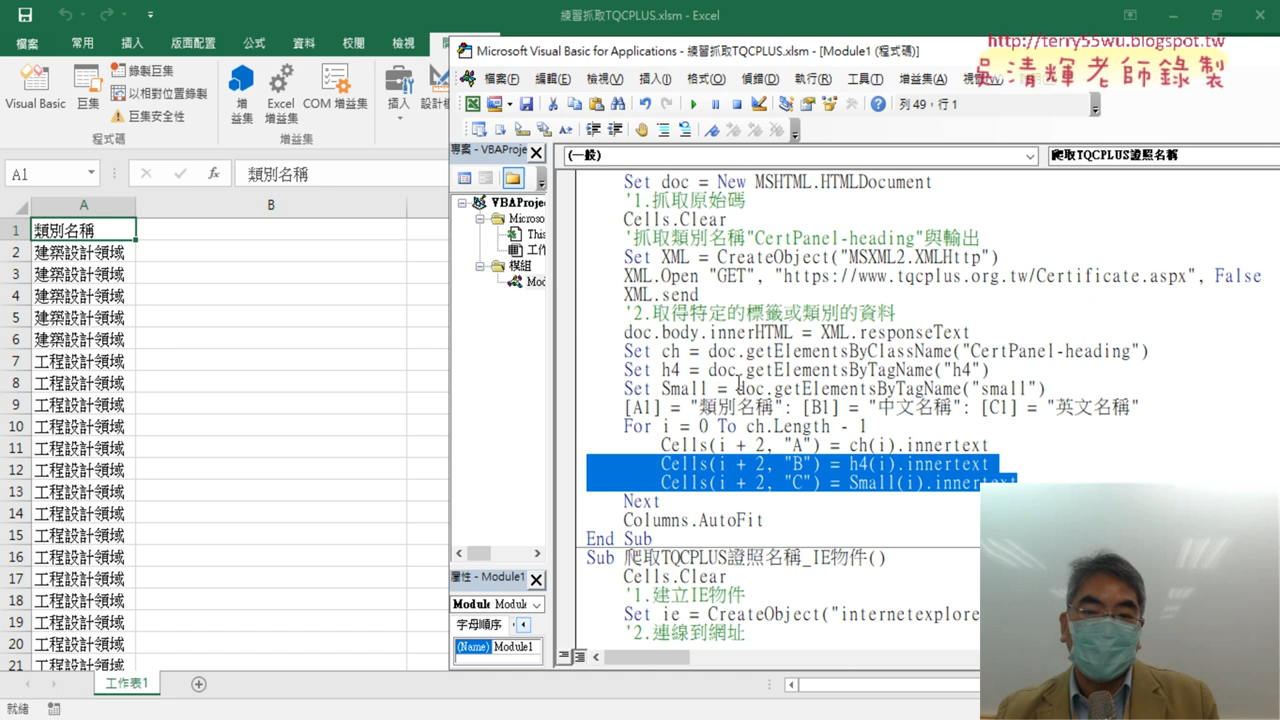 練習抓取TQCPLUS.xlsm - Excel
檔案 常用 插入 版面配置 公式 資料 校閱 檢視
Visual Basic
巨集
錄製巨集
以相對位置錄製
巨集安全性
程式碼
增益集
Excel 增益集
COM 增益集
增益集
插入
A1
類別名稱
A B
1 類別名稱
2 建築設計領域
3 建築設計領域
4 建築設計領域
5 建築設計領域
6 建築設計領域
7 工程設計領域
8 工程設計領域
9 工程設計領域
10 工程設計領域
11 工程設計領域
12 工程設計領域
13 工程設計領域
14 工程設計領域
15 工程設計領域
16 工程設計領域
17 工程設計領域
18 工程設計領域
19 工程設計領域
20 工程設計領域
21 工程設計領域
工作表1
就緒
Microsoft Visual Basic for Applications - 練習抓取TQCPLUS.xlsm - [Module1 (程式碼)]
http://terry55wu.blogspot.tw
吳清輝老師錄製
檔案(F) 編輯(E) 檢視(V) 插入(I) 格式(O) 偵錯(D) 執行(R) 工具(T) 增益集(A)
列 49，行 1
專案 - VBAProje
VBAProje
Microso
This
工作
模組
Mod
屬性 - Module1
Module Module
字母順序
(Name) Module1
(一般)
爬取TQCPLUS證照名稱
Set doc = New MSHTML.HTMLDocument
'1.抓取原始碼
Cells.Clear
'抓取類別名稱"CertPanel-heading"與輸出
Set XML = CreateObject("MSXML2.XMLHttp")
XML.Open "GET", "https://www.tqcplus.org.tw/Certificate.aspx", False
XML.send
'2.取得特定的標籤或類別的資料
doc.body.innerHTML = XML.responseText
Set ch = doc.getElementsByClassName("CertPanel-heading")
Set h4 = doc.getElementsByTagName("h4")
Set Small = doc.getElementsByTagName("small")
[A1] = "類別名稱": [B1] = "中文名稱": [C1] = "英文名稱"
For i = 0 To ch.Length - 1
Cells(i + 2, "A") = ch(i).innertext
Cells(i + 2, "B") = h4(i).innertext
Cells(i + 2, "C") = Small(i).innertext
Next
Columns.AutoFit
End Sub
Sub 爬取TQCPLUS證照名稱_IE物件()
Cells.Clear
'1.建立IE物件
Set ie = CreateObject("internetexplore
'2.連線到網址